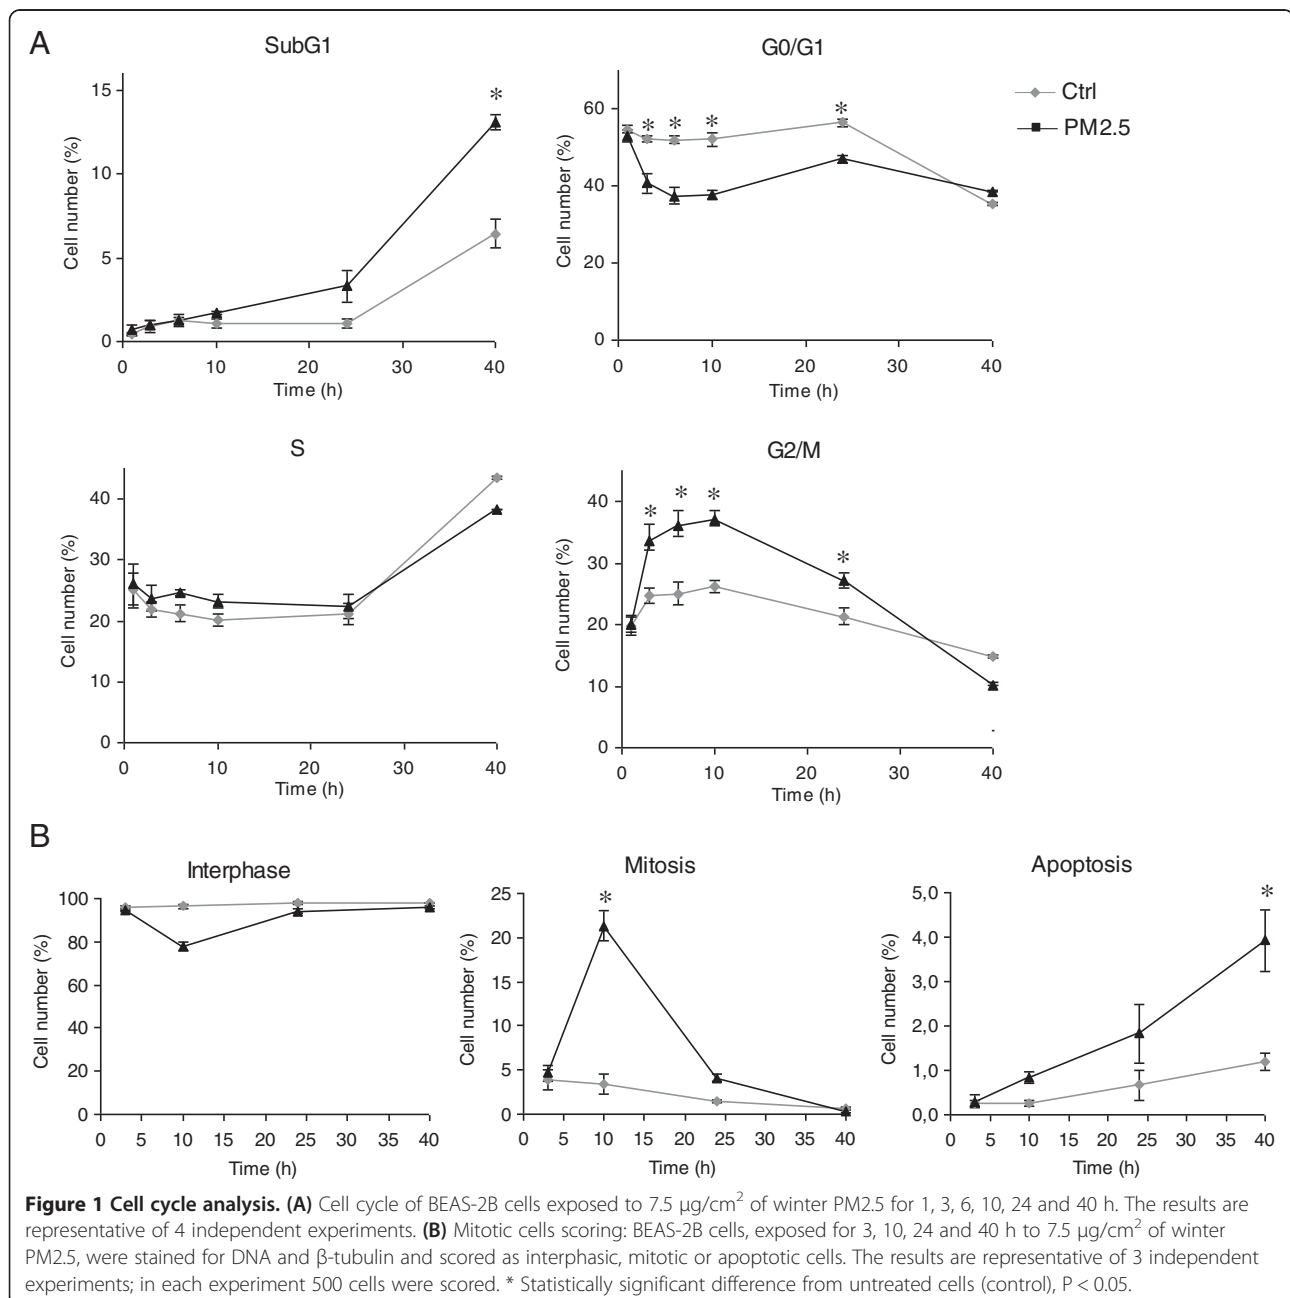 A
SubG1
15
10
5
0
Cell number (%)
*
0 10 20 30 40
Time (h)
G0/G1
60
40
20
0
Cell number (%)
* * * *
0 10 20 30 40
Time (h)
Ctrl
PM2.5
S
40
30
20
10
0
Cell number (%)
0 10 20 30 40
Time (h)
G2/M
40
30
20
10
0
Cell number (%)
* * * *
0 10 20 30 40
Time (h)
B
Interphase
100
80
60
40
20
0
Cell number (%)
0 5 10 15 20 25 30 35 40
Time (h)
Mitosis
25
20
15
10
5
0
Cell number (%)
*
0 5 10 15 20 25 30 35 40
Time (h)
Apoptosis
5,0
4,0
3,0
2,0
1,0
0,0
Cell number (%)
*
0 5 10 15 20 25 30 35 40
Time (h)
Figure 1 Cell cycle analysis. (A) Cell cycle of BEAS-2B cells exposed to 7.5 μg/cm² of winter PM2.5 for 1, 3, 6, 10, 24 and 40 h. The results are
representative of 4 independent experiments. (B) Mitotic cells scoring: BEAS-2B cells, exposed for 3, 10, 24 and 40 h to 7.5 μg/cm² of winter
PM2.5, were stained for DNA and β-tubulin and scored as interphasic, mitotic or apoptotic cells. The results are representative of 3 independent
experiments; in each experiment 500 cells were scored. * Statistically significant difference from untreated cells (control), P < 0.05.